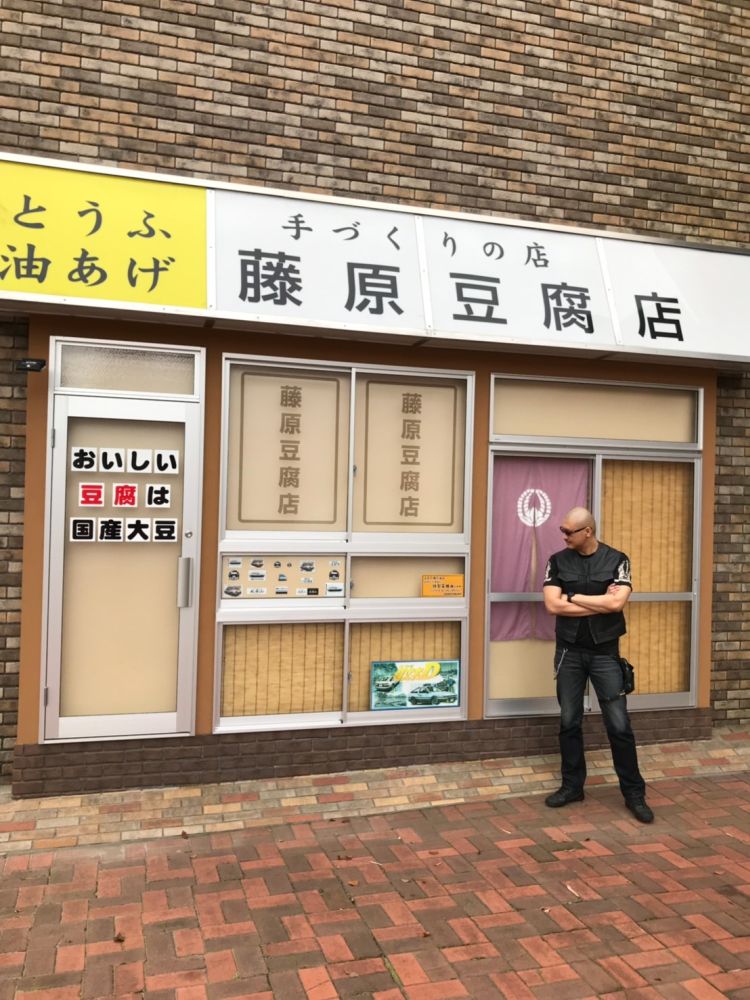 とうふ
油あげ
手づくりの店
藤原豆腐店
おいしい
豆腐は
国産大豆
藤原豆腐店
藤原豆腐店